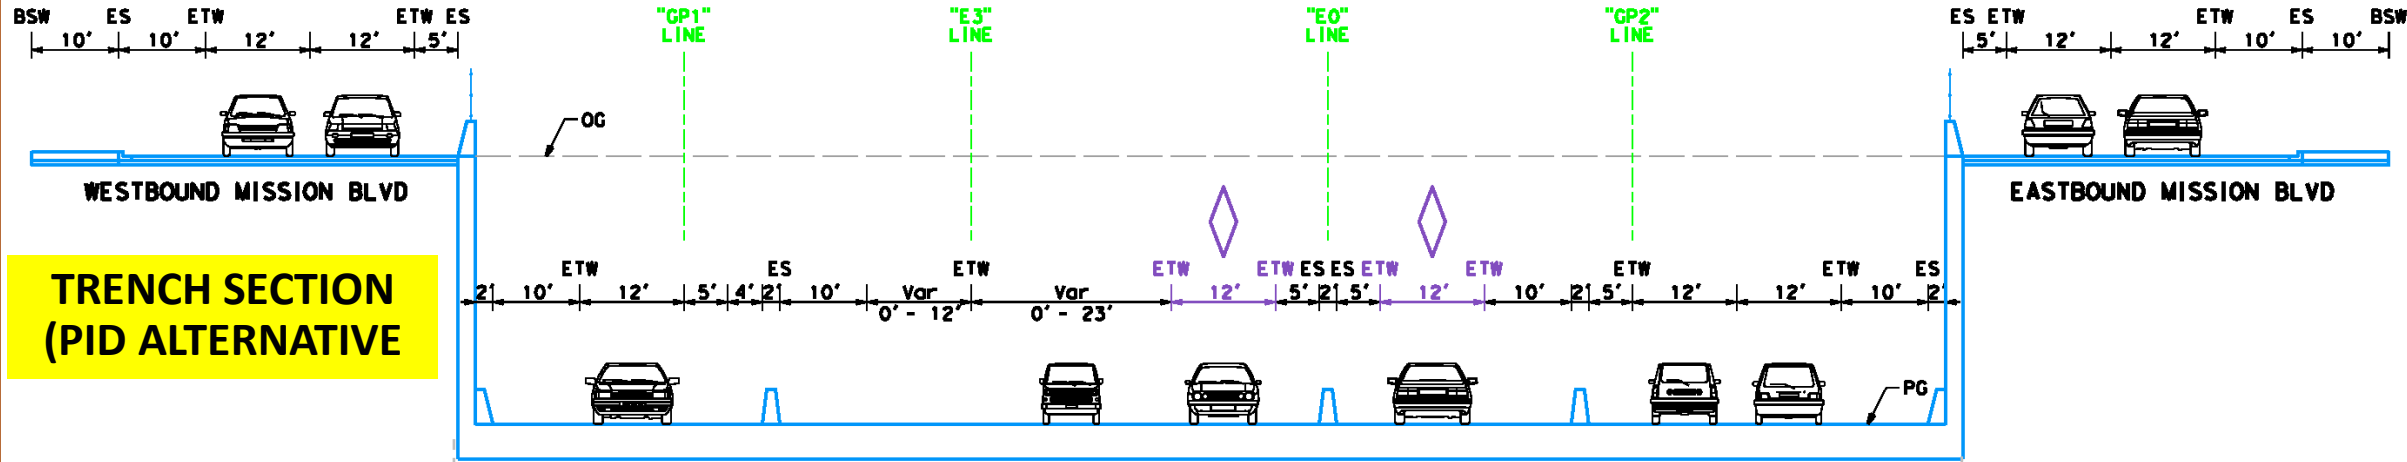 BSW ES ETW ETW ES "GP1" "E3" "EO" "GP2" ES ETW ETW ES BSW
LINE LINE LINE LINE
10' 10' 12' 12' 5' 5' 12' 12' 10' 10'
OG
WESTBOUND MISSION BLVD EASTBOUND MISSION BLVD
TRENCH SECTION
(PID ALTERNATIVE
ETW ES ETW ETW ETW ES ES ETW ETW ETW ETW ES
2' 10' 12' 5' 4' 2' 10' Var Var 12' 5' 2' 5' 12' 10' 2' 5' 12' 12' 10' 2'
0' - 12' 0' - 23'
PG